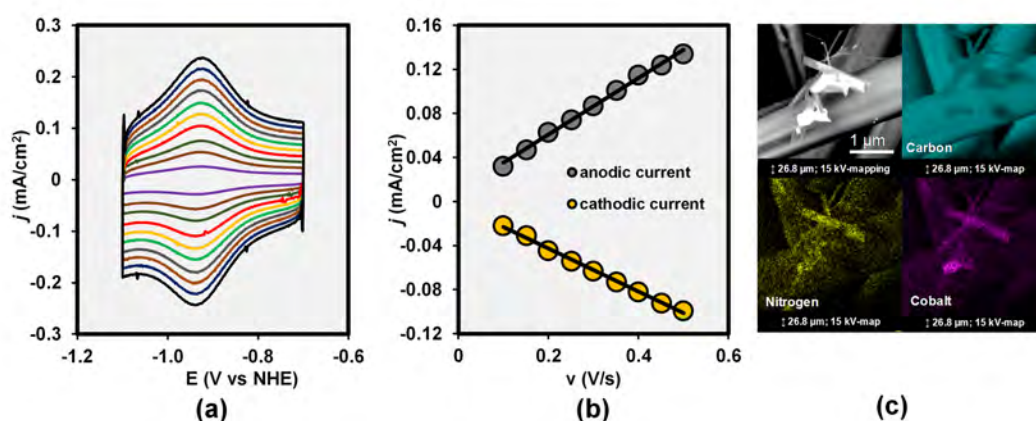 0.3
0.2
0.1
0
-0.1
-0.2
-0.3
j (mA/cm²)
-1.2
-1.0
-0.8
-0.6
E (V vs NHE)
(a)
0.16
0.12
0.08
0.04
0
-0.04
-0.08
-0.12
j (mA/cm²)
anodic current
cathodic current
0
0.2
0.4
0.6
v (V/s)
(b)
1 µm
26.8 µm; 15 kV-mapping
Carbon
26.8 µm; 15 kV-map
Nitrogen
26.8 µm; 15 kV-map
Cobalt
26.8 µm; 15 kV-map
(c)